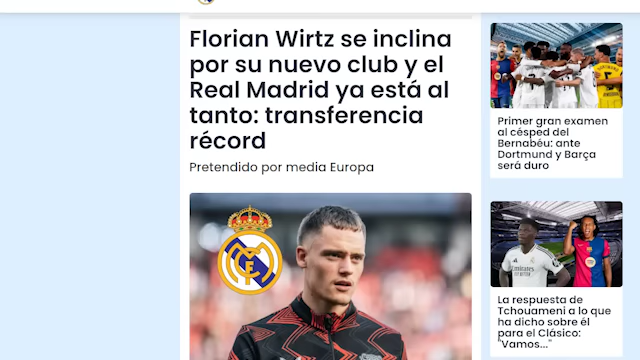 Florian Wirtz se inclina
por su nuevo club y el
Real Madrid ya está al
tanto: transferencia
récord
Pretendido por media Europa
Primer gran examen
al césped del
Bernabéu: ante
Dortmund y Barça
será duro
La respuesta de
Tchouameni a lo que
ha dicho sobre él
para el Clásico:
"Vamos..."